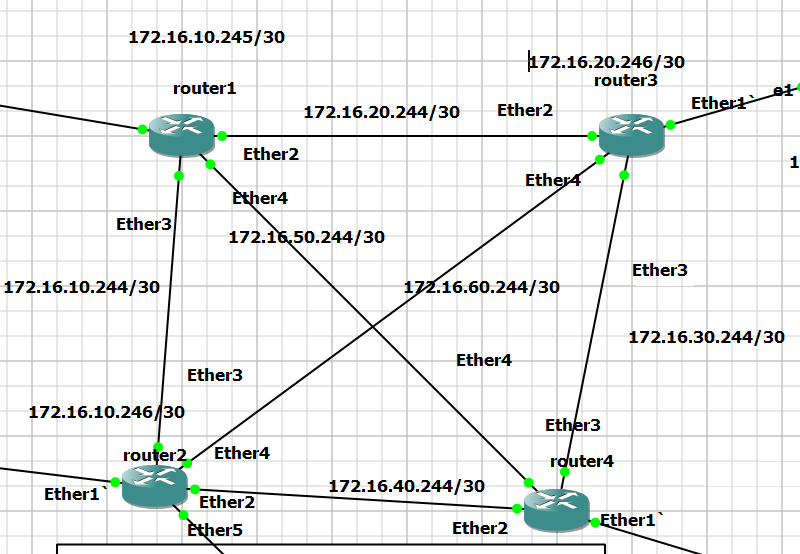 172.16.10.245/30
172.16.20.246/30
router1
router3
e1
Ether1`
172.16.20.244/30
Ether2
Ether2
1
Ether4
Ether4
Ether3
172.16.50.244/30
Ether3
172.16.10.244/30
172.16.60.244/30
172.16.30.244/30
Ether4
Ether3
172.16.10.246/30
Ether3
router2
Ether4
router4
172.16.40.244/30
Ether1`
Ether2
Ether1`
Ether2
Ether5